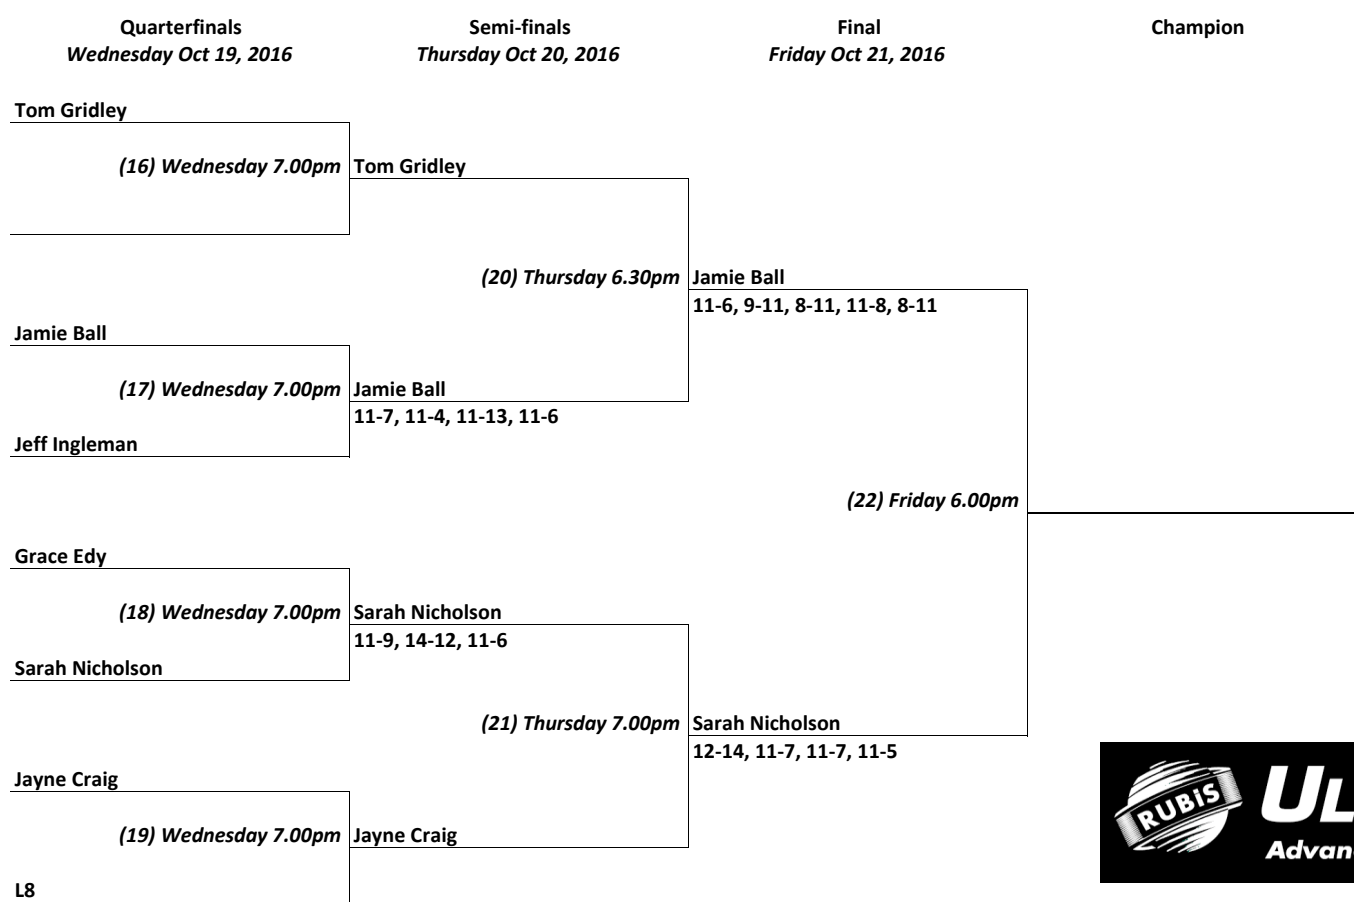 Quarterfinals Semi-finals Final Champion
Wednesday Oct 19, 2016 Thursday Oct 20, 2016 Friday Oct 21, 2016
Tom Gridley
(16) Wednesday 7.00pm Tom Gridley
(20) Thursday 6.30pm Jamie Ball
11-6, 9-11, 8-11, 11-8, 8-11
Jamie Ball
(17) Wednesday 7.00pm Jamie Ball
11-7, 11-4, 11-13, 11-6
Jeff Ingleman
(22) Friday 6.00pm
Grace Edy
(18) Wednesday 7.00pm Sarah Nicholson
11-9, 14-12, 11-6
Sarah Nicholson
(21) Thursday 7.00pm Sarah Nicholson
12-14, 11-7, 11-7, 11-5
Jayne Craig
(19) Wednesday 7.00pm Jayne Craig
L8
RUBiS